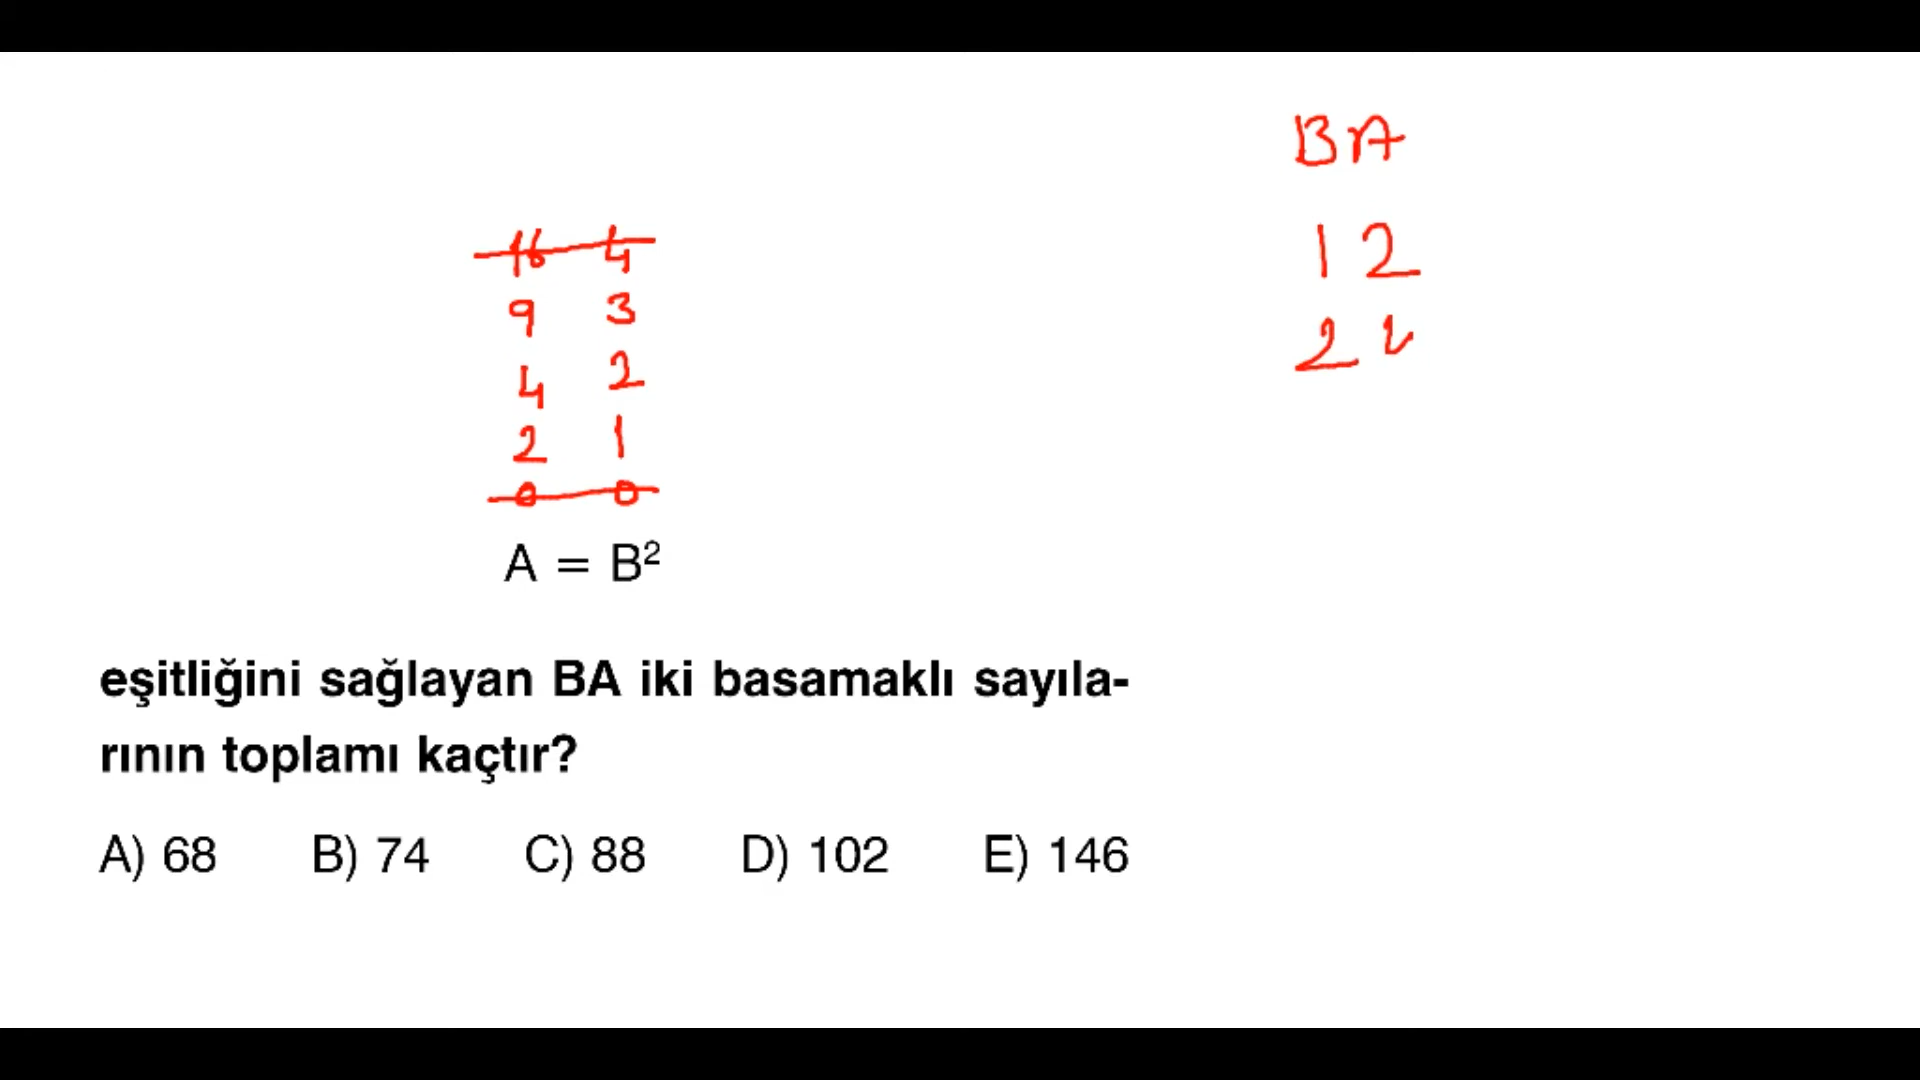 BA
16 4
12
9 3
2
4 2
2 1
0 0
A = B²
eşitliğini sağlayan BA iki basamaklı sayıla-
rının toplamı kaçtır?
A) 68 B) 74 C) 88 D) 102 E) 146